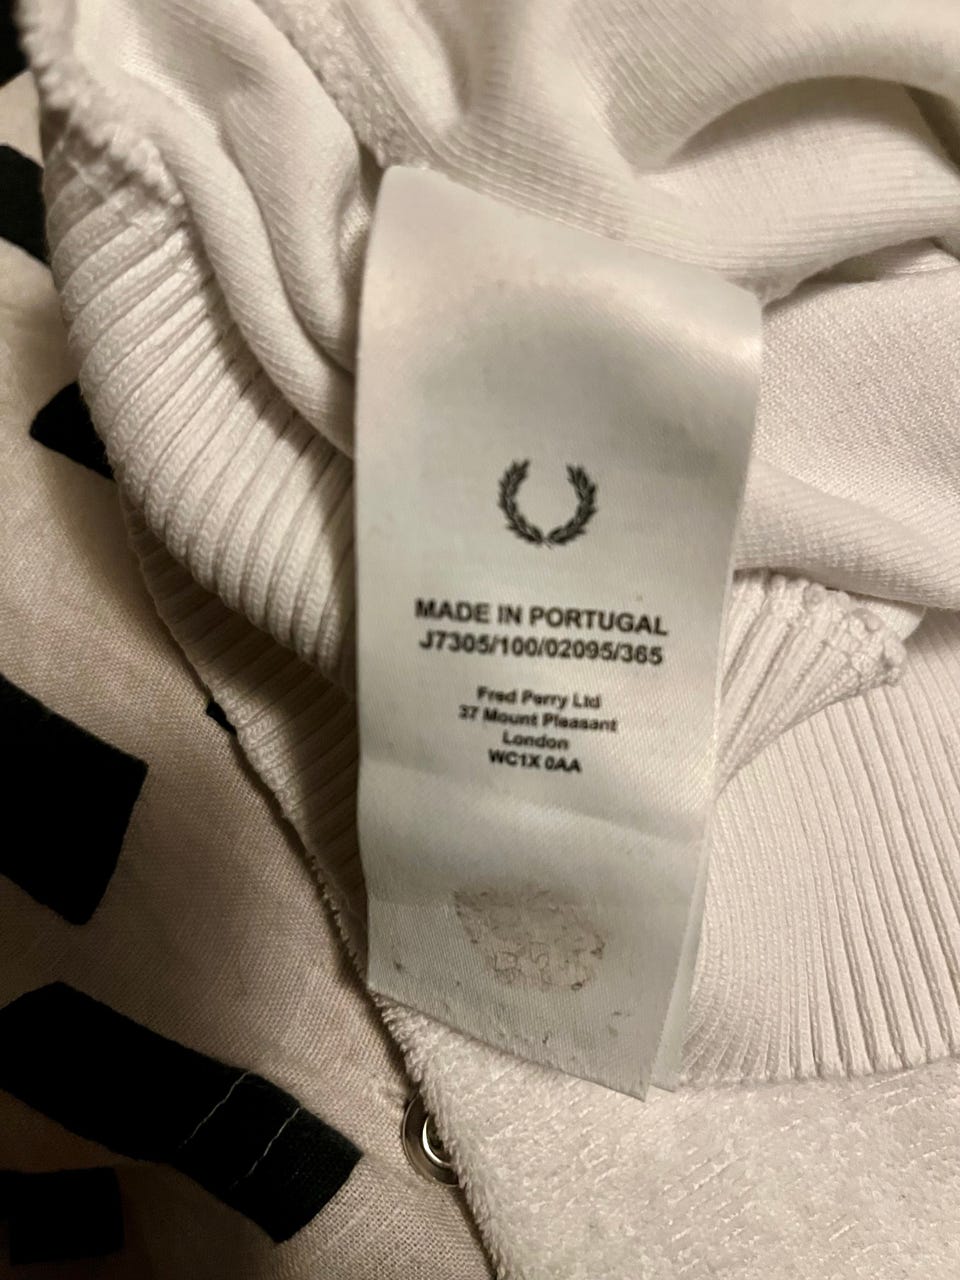 MADE IN PORTUGAL
J7305/100/02095/365
Fred Perry Ltd
37 Mount Pleasant
London
WC1X 0AA